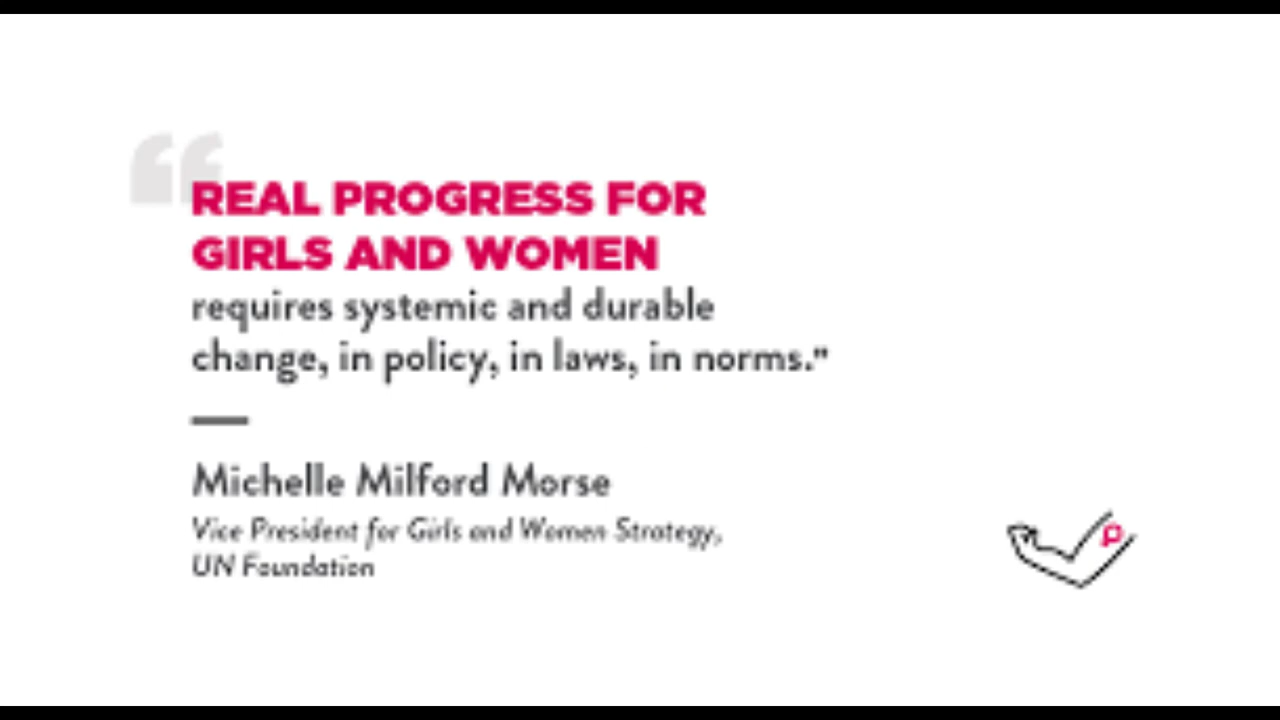 “REAL PROGRESS FOR
GIRLS AND WOMEN
requires systemic and durable
change, in policy, in laws, in norms.”
Michelle Milford Morse
Vice President for Girls and Women Strategy,
UN Foundation
P